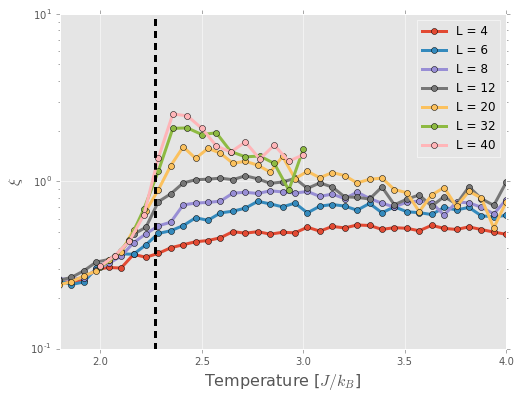 10¹
L = 4
L = 6
L = 8
L = 12
L = 20
L = 32
L = 40
ξ
10⁰
10⁻¹
2.0 2.5 3.0 3.5 4.0
Temperature [J/k_B]